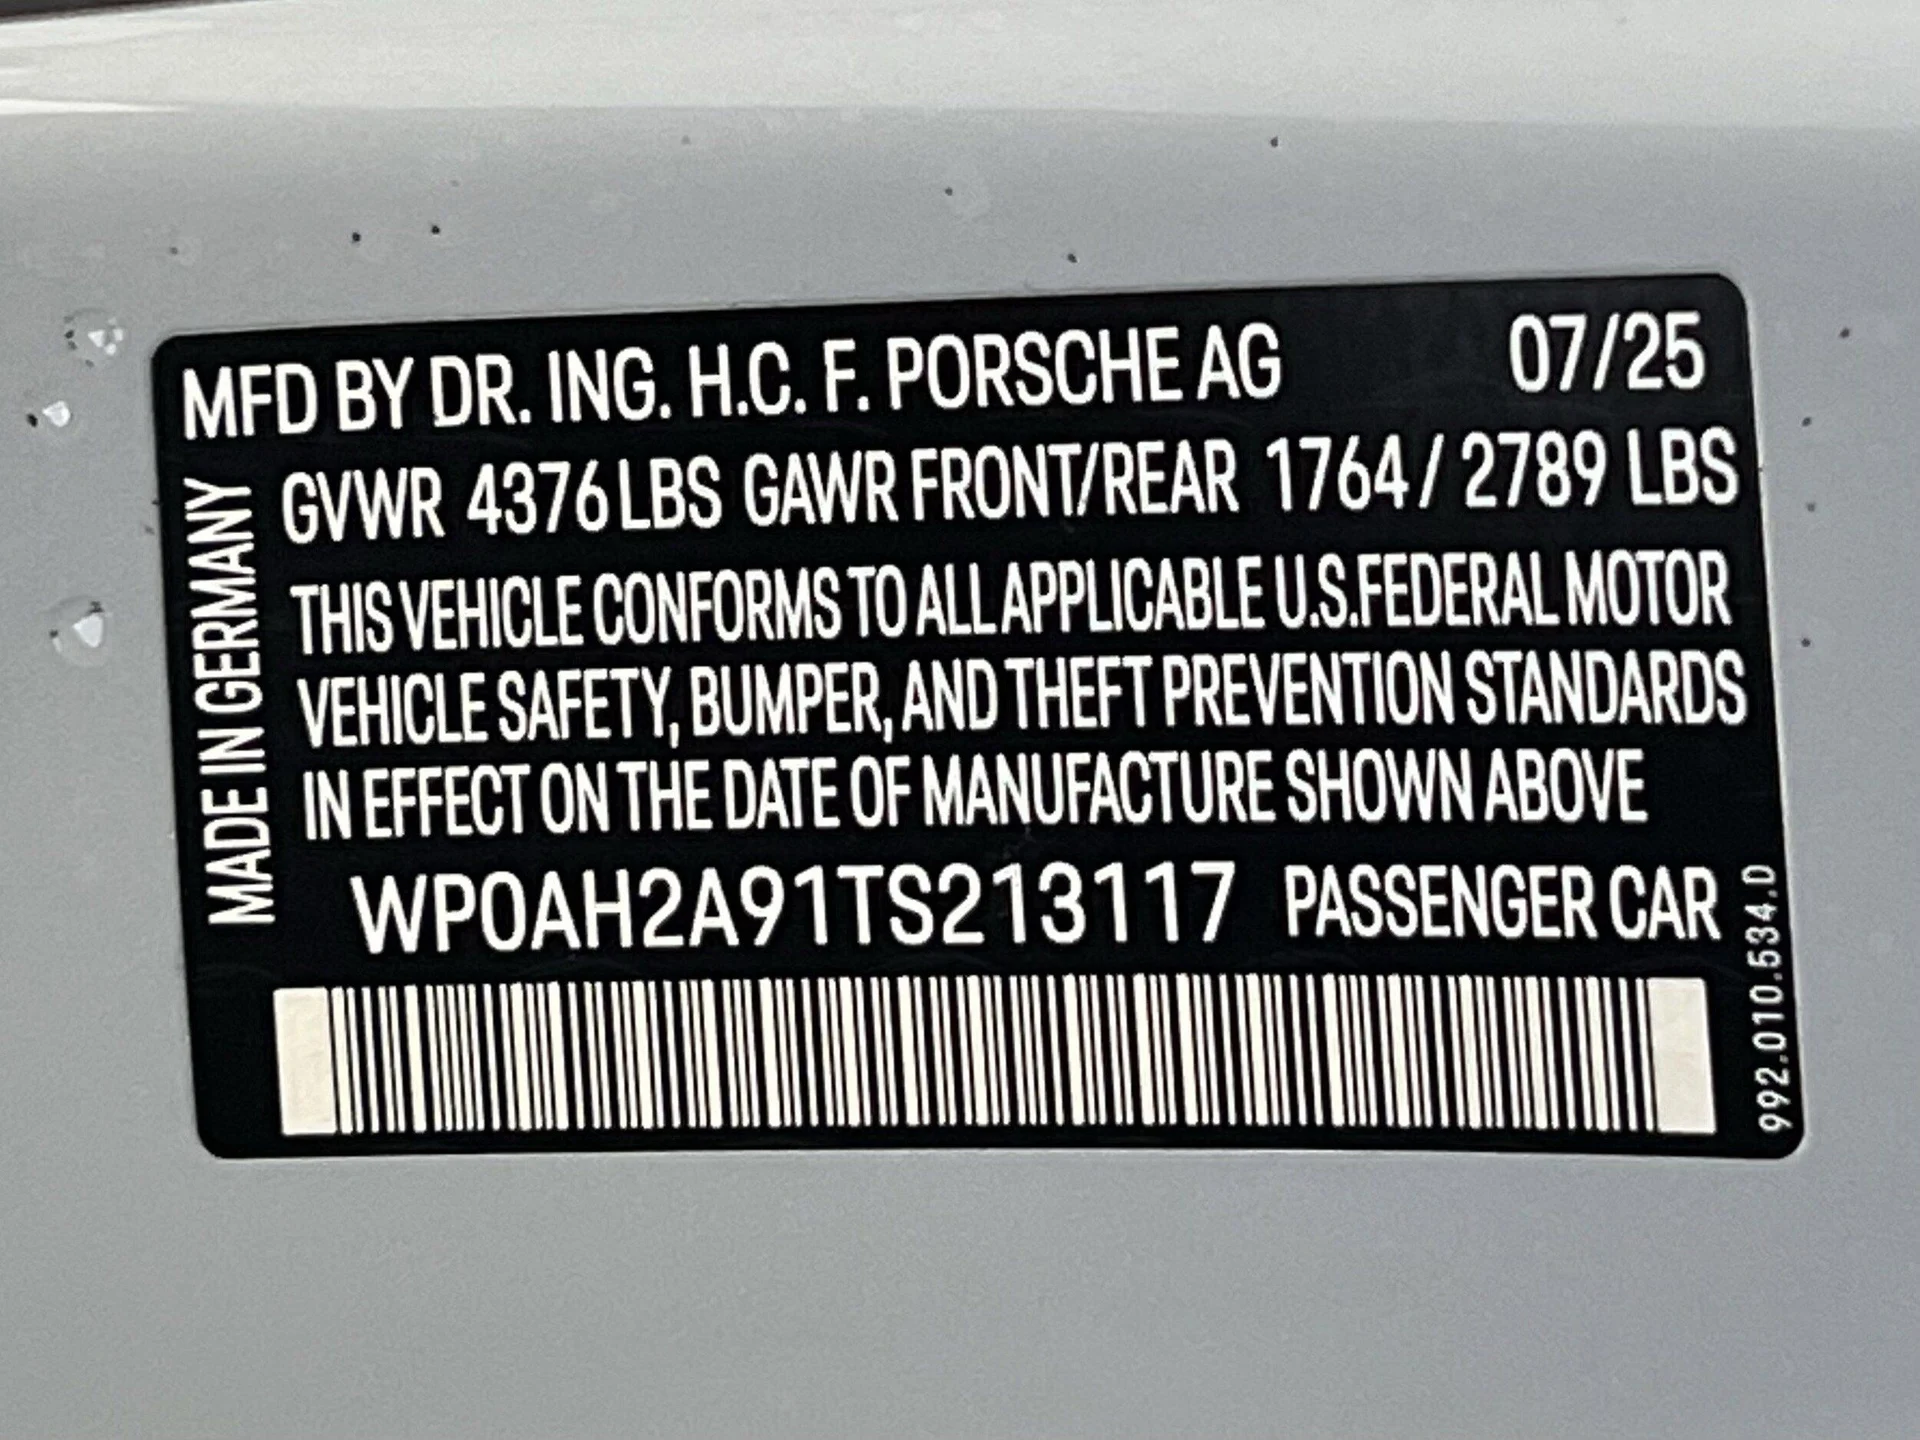 MFD BY DR. ING. H.C. F. PORSCHE AG 07/25
GVWR 4376 LBS GAWR FRONT/REAR 1764 / 2789 LBS
THIS VEHICLE CONFORMS TO ALL APPLICABLE U.S.FEDERAL MOTOR
VEHICLE SAFETY, BUMPER, AND THEFT PREVENTION STANDARDS
IN EFFECT ON THE DATE OF MANUFACTURE SHOWN ABOVE
WP0AH2A91TS213117 PASSENGER CAR
MADE IN GERMANY
992.010.534.D